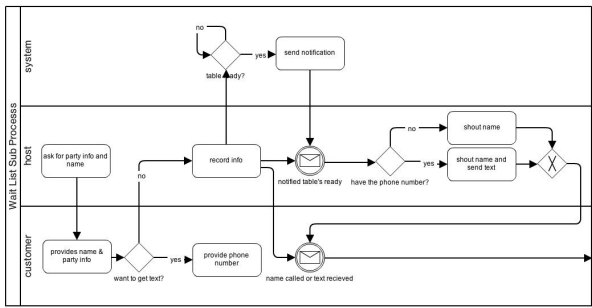 Wait List Sub Processs
system
no
table ready?
yes
send notification
host
ask for party info and
name
no
record info
notified table's ready
have the phone number?
no
shout name
yes
shout name and
send text
X
customer
provides name &
party info
want to get text?
yes
provide phone
number
name called or text recieved